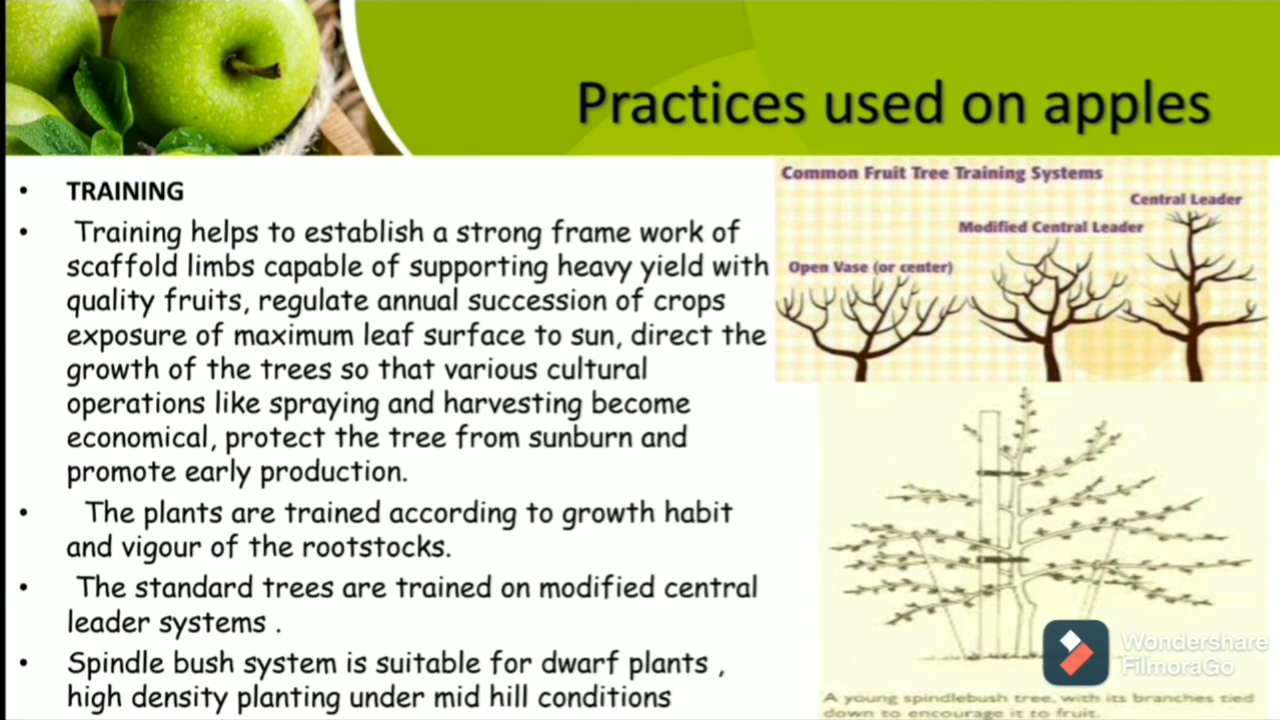 Practices used on apples
• TRAINING
• Training helps to establish a strong frame work of
scaffold limbs capable of supporting heavy yield with
quality fruits, regulate annual succession of crops
exposure of maximum leaf surface to sun, direct the
growth of the trees so that various cultural
operations like spraying and harvesting become
economical, protect the tree from sunburn and
promote early production.
• The plants are trained according to growth habit
and vigour of the rootstocks.
• The standard trees are trained on modified central
leader systems .
• Spindle bush system is suitable for dwarf plants ,
high density planting under mid hill conditions
Common Fruit Tree Training Systems
Central Leader
Modified Central Leader
Open Vase (or center)
Wondershare
FilmoraGo
A young spindlebush tree, with its branches tied
down to encourage it to fruit.